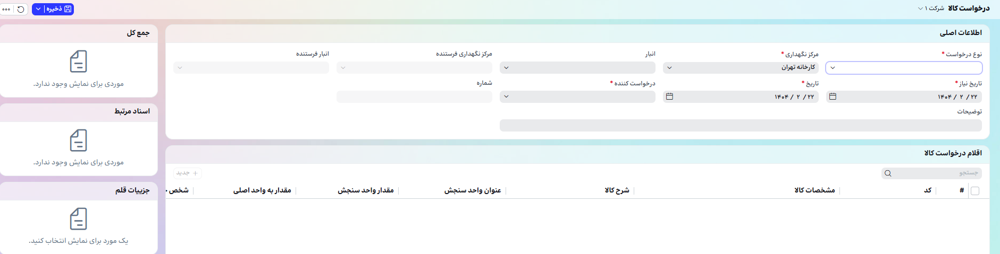 درخواست کالا شرکت ۱
ذخیره
اطلاعات اصلی
نوع درخواست *
مرکز نگهداری *
انبار
مرکز نگهداری فرستنده
انبار فرستنده
کارخانه تهران
تاریخ نیاز *
تاریخ *
درخواست کننده *
شماره
۱۴۰۴ / ۲ / ۲۲
۱۴۰۴ / ۲ / ۲۲
توضیحات
اقلام درخواست کالا
جستجو
+ جدید
# کد مشخصات کالا شرح کالا عنوان واحد سنجش مقدار واحد سنجش مقدار به واحد اصلی شخص
جمع کل
موردی برای نمایش وجود ندارد.
اسناد مرتبط
موردی برای نمایش وجود ندارد.
جزییات قلم
یک مورد برای نمایش انتخاب کنید.